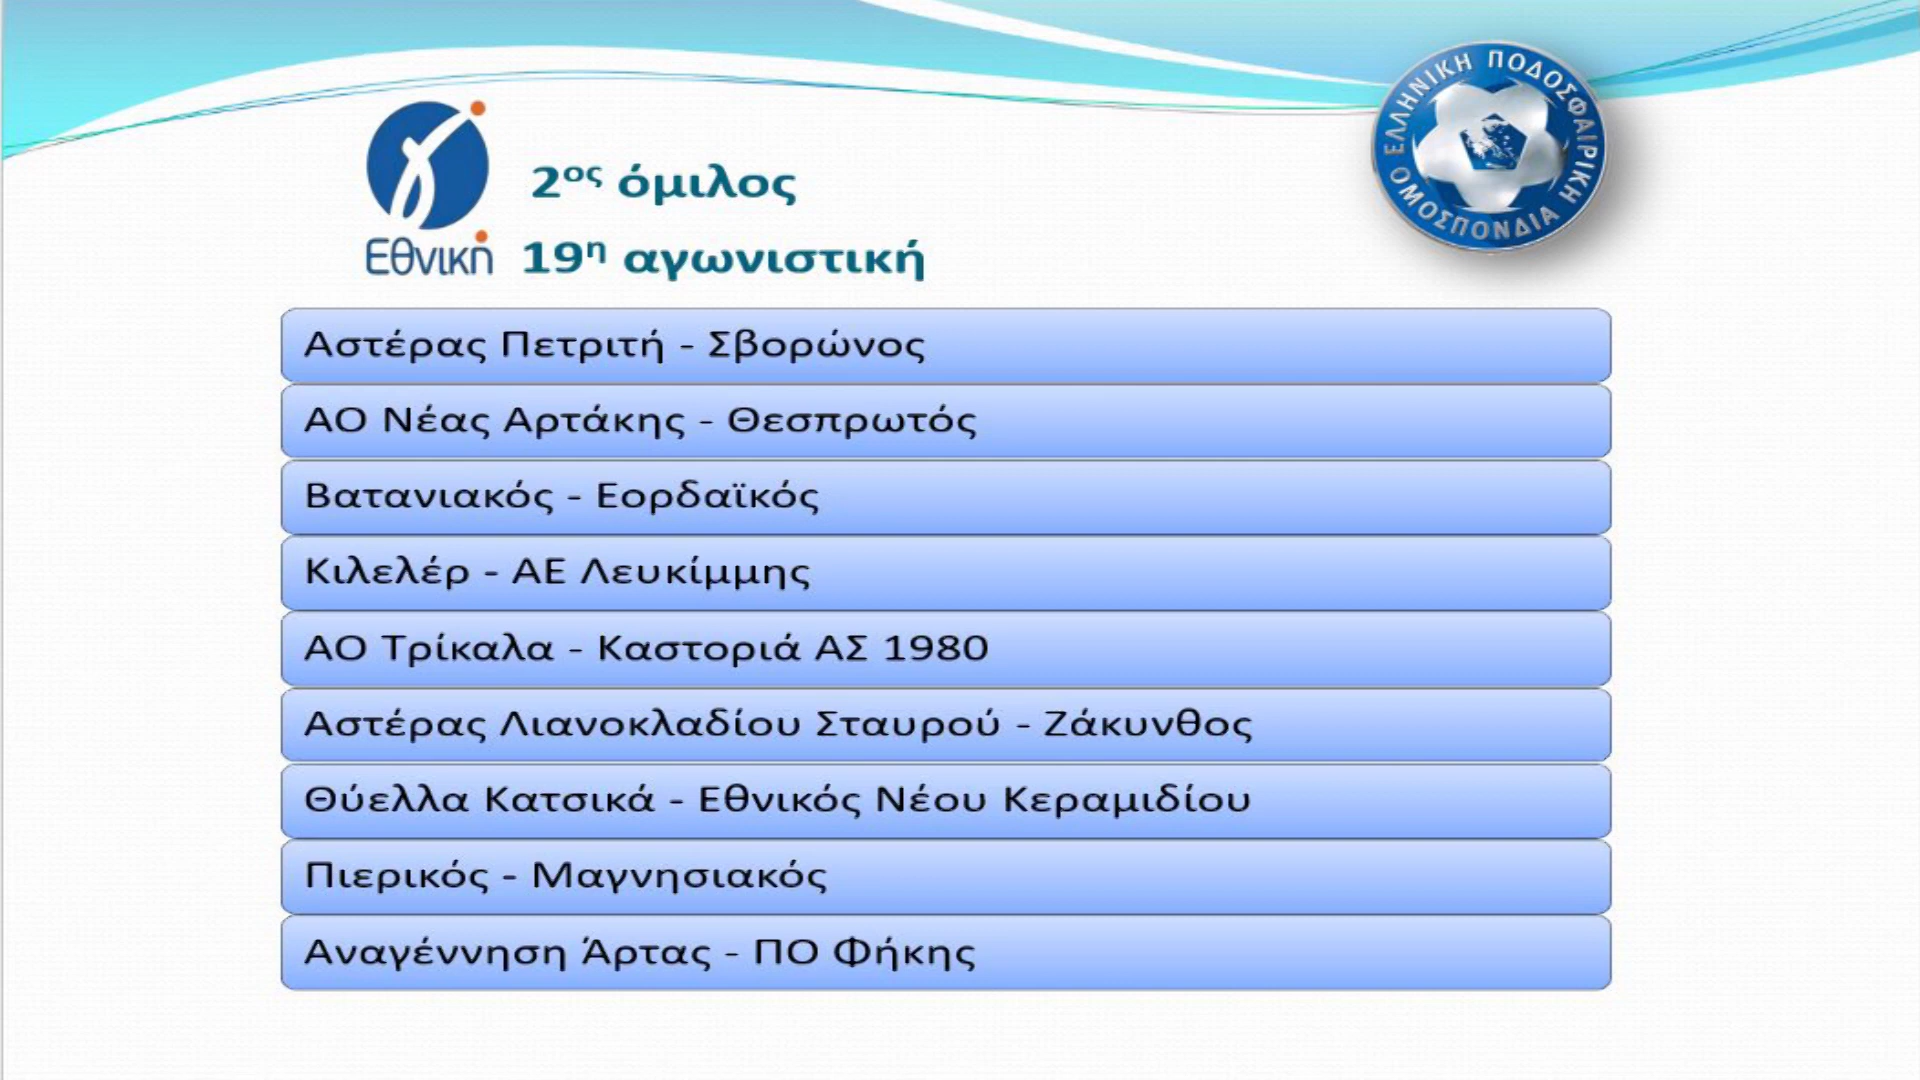 ΕΛΛΗΝΙΚΗ ΠΟΔΟΣΦΑΙΡΙΚΗ ΟΜΟΣΠΟΝΔΙΑ
γ Εθνική
2ος όμιλος
19η αγωνιστική
Αστέρας Πετριτή - Σβορώνος
ΑΟ Νέας Αρτάκης - Θεσπρωτός
Βατανιακός - Εορδαϊκός
Κιλελέρ - ΑΕ Λευκίμμης
ΑΟ Τρίκαλα - Καστοριά ΑΣ 1980
Αστέρας Λιανοκλαδίου Σταυρού - Ζάκυνθος
Θύελλα Κατσικά - Εθνικός Νέου Κεραμιδίου
Πιερικός - Μαγνησιακός
Αναγέννηση Άρτας - ΠΟ Φήκης